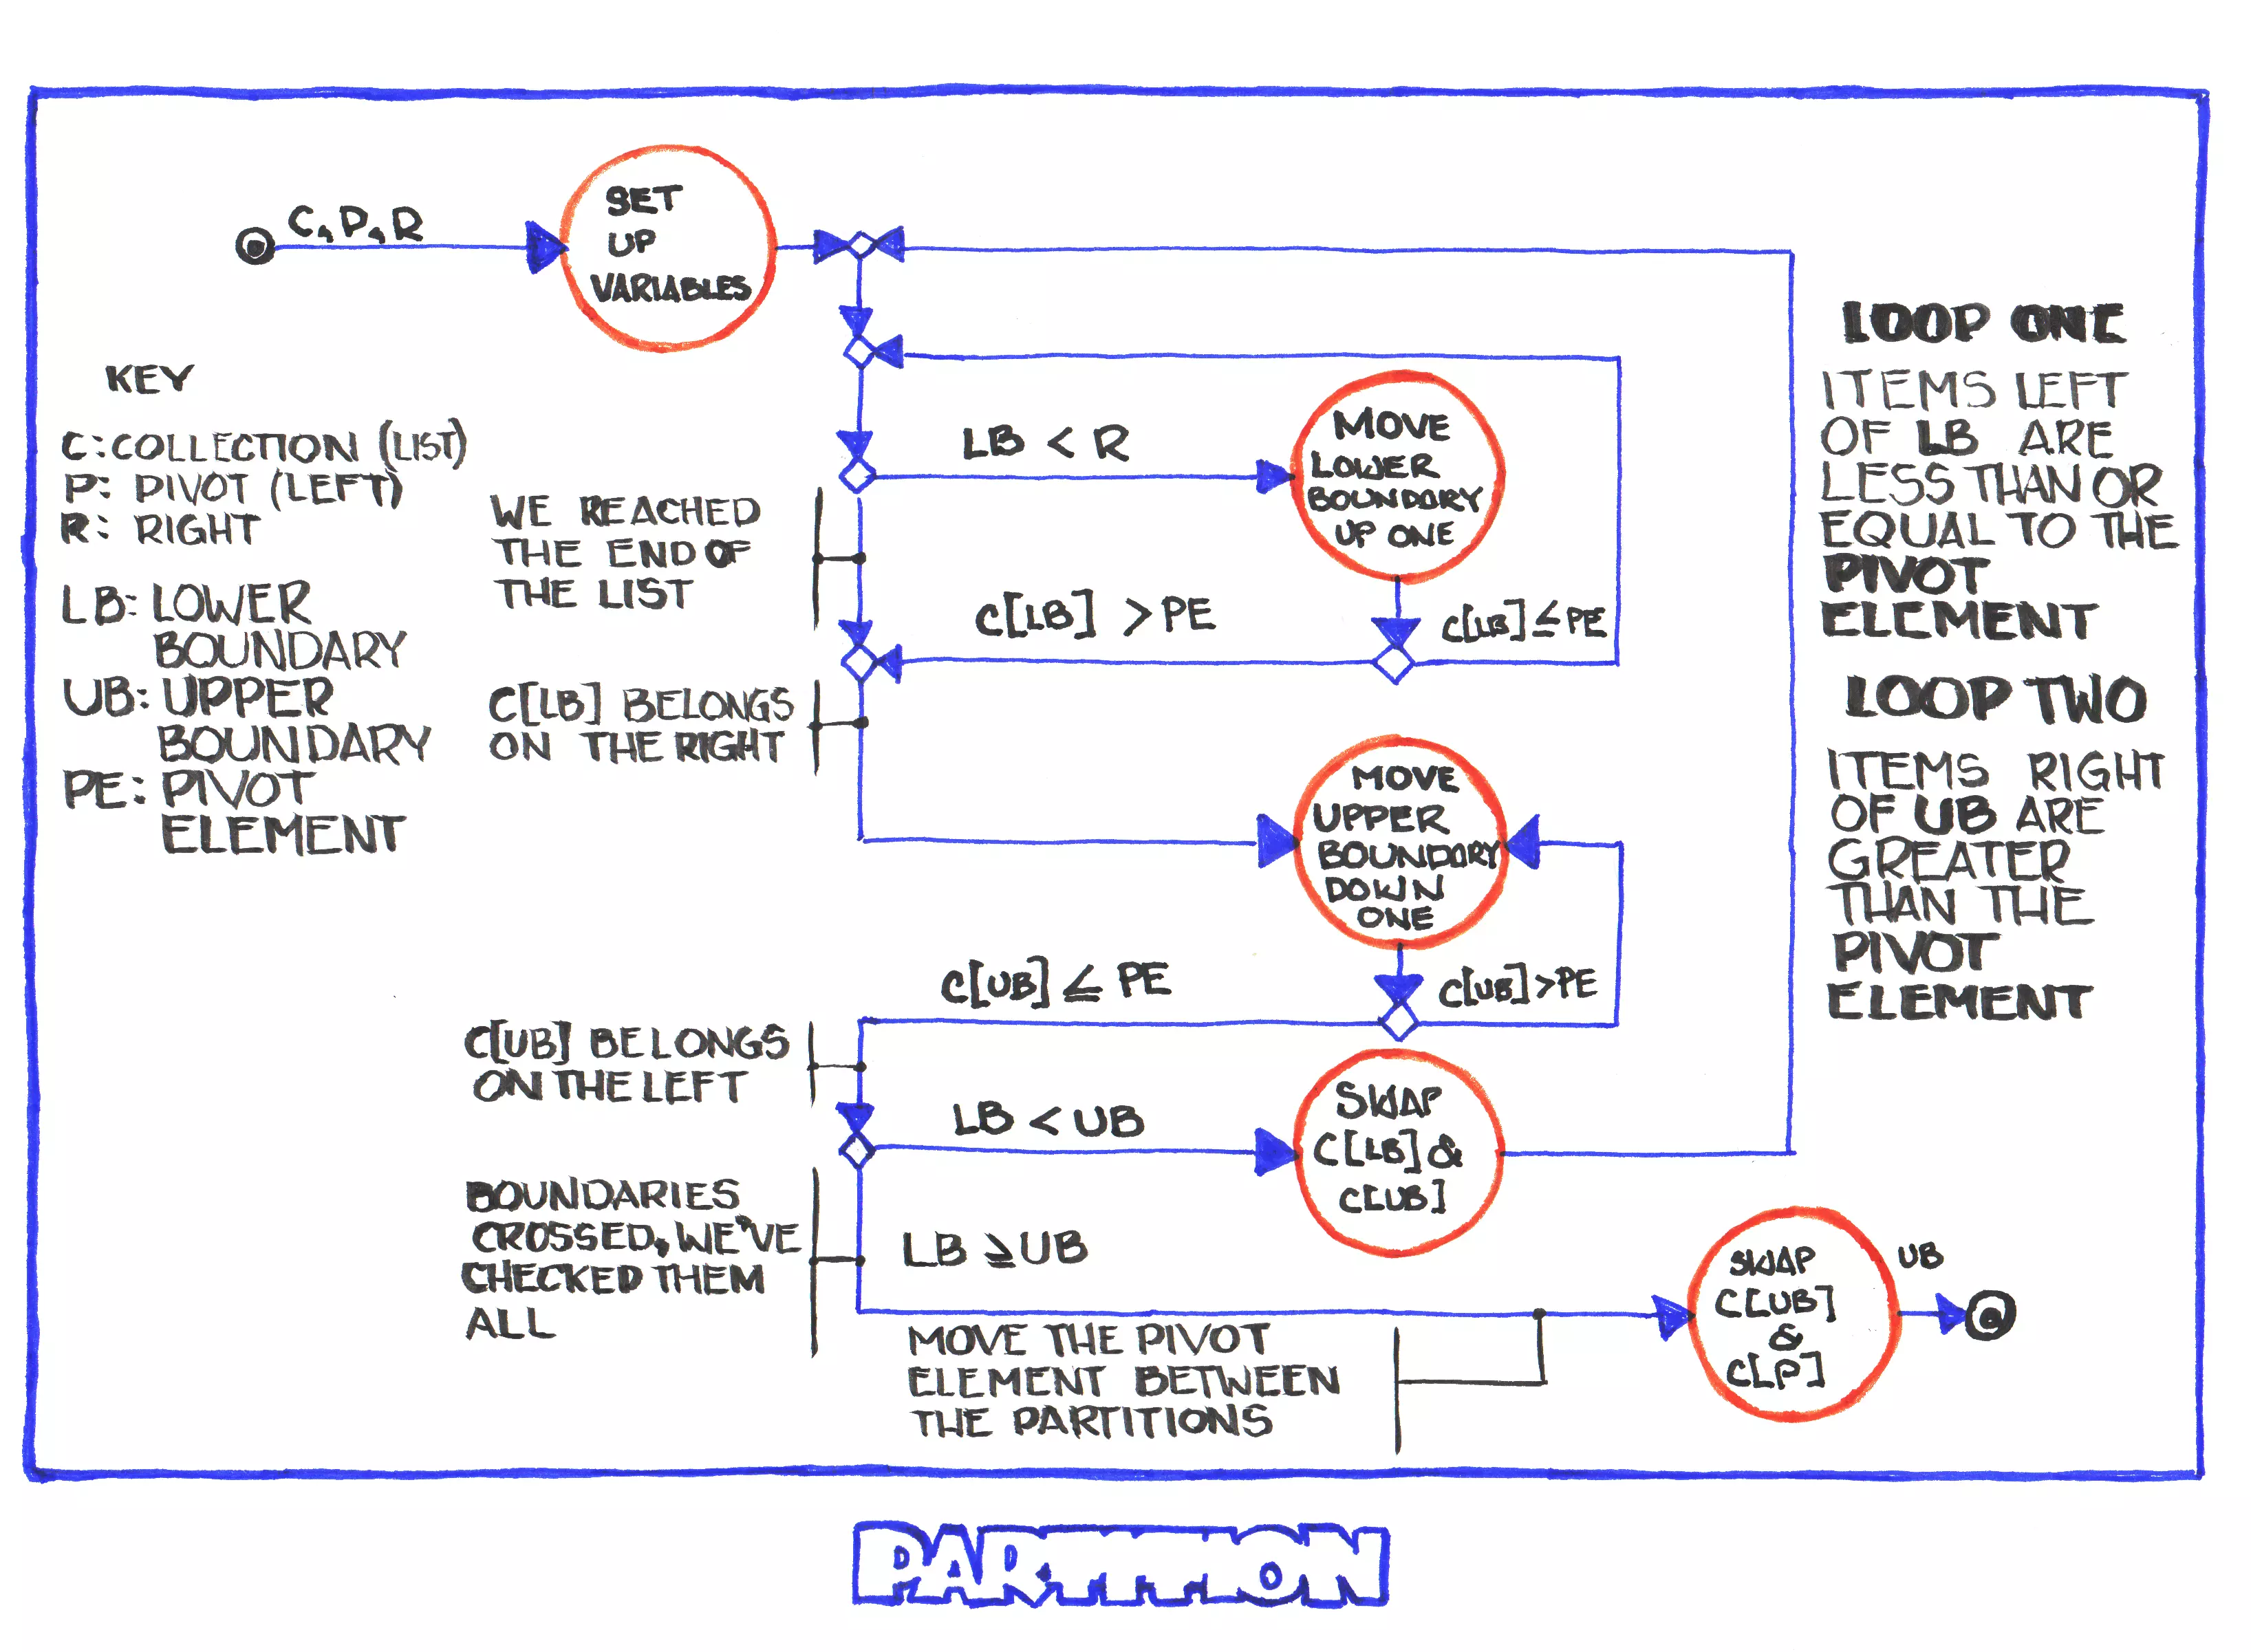 C, P, R
SET
UP
VARIABLES
KEY
C: COLLECTION (LIST)
P: PIVOT (LEFT)
R: RIGHT
LB: LOWER
BOUNDARY
UB: UPPER
BOUNDARY
PE: PIVOT
ELEMENT
LB < R
MOVE
LOWER
BOUNDARY
UP ONE
WE REACHED
THE END OF
THE LIST
C[LB] > PE
C[LB] ≤ PE
C[LB] BELONGS
ON THE RIGHT
MOVE
UPPER
BOUNDARY
DOWN
ONE
C[UB] ≤ PE
C[UB] > PE
C[UB] BELONGS
ON THE LEFT
LB < UB
SWAP
C[LB] &
C[UB]
BOUNDARIES
CROSSED, WE'VE
CHECKED THEM
ALL
LB ≥ UB
MOVE THE PIVOT
ELEMENT BETWEEN
THE PARTITIONS
SWAP
C[UB]
&
C[P]
UB
LOOP ONE
ITEMS LEFT
OF LB ARE
LESS THAN OR
EQUAL TO THE
PIVOT
ELEMENT
LOOP TWO
ITEMS RIGHT
OF UB ARE
GREATER
THAN THE
PIVOT
ELEMENT
PARTITION